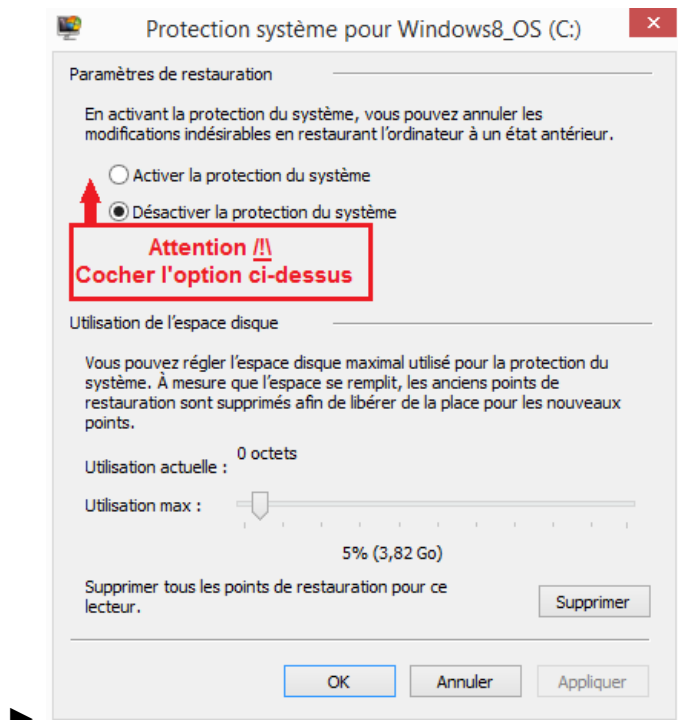 Protection système pour Windows8_OS (C:)
Paramètres de restauration
En activant la protection du système, vous pouvez annuler les
modifications indésirables en restaurant l'ordinateur à un état antérieur.
Activer la protection du système
Désactiver la protection du système
Attention /!\
Cocher l'option ci-dessus
Utilisation de l'espace disque
Vous pouvez régler l'espace disque maximal utilisé pour la protection du
système. À mesure que l'espace se remplit, les anciens points de
restauration sont supprimés afin de libérer de la place pour les nouveaux
points.
Utilisation actuelle : 0 octets
Utilisation max :
5% (3,82 Go)
Supprimer tous les points de restauration pour ce
lecteur.
Supprimer
OK Annuler Appliquer